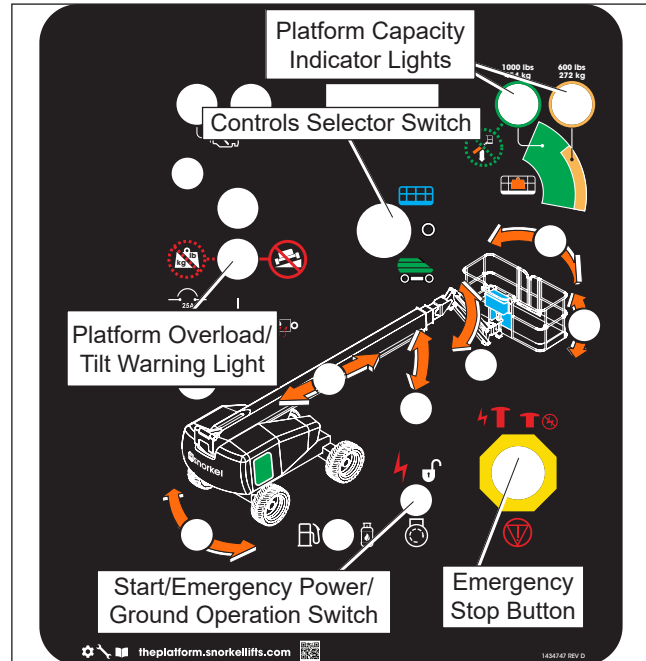 Platform Capacity
Indicator Lights
1000 lbs
kg
600 lbs
272 kg
Controls Selector Switch
kg lb
25A
Platform Overload/
Tilt Warning Light
snorkel
Start/Emergency Power/
Ground Operation Switch
Emergency
Stop Button
theplatform.snorkellifts.com
1434747 REV D